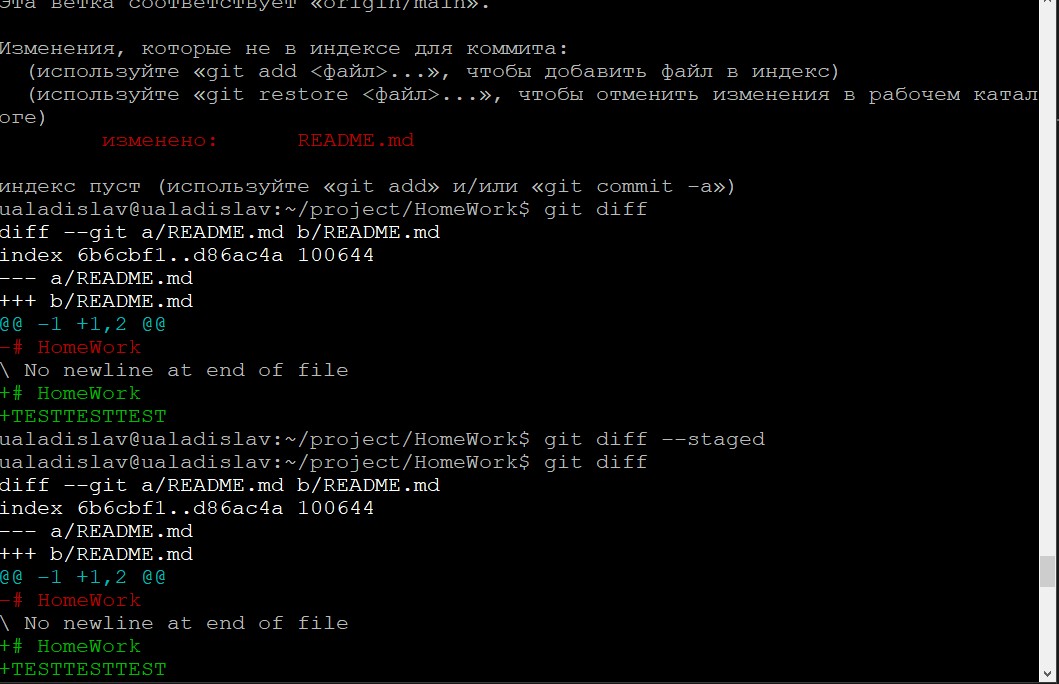 Эта ветка соответствует «origin/main».
Изменения, которые не в индексе для коммита:
(используйте «git add <файл>...», чтобы добавить файл в индекс)
(используйте «git restore <файл>...», чтобы отменить изменения в рабочем катал
оге)
изменено: README.md
индекс пуст (используйте «git add» и/или «git commit -a»)
ualadislav@ualadislav:~/project/HomeWork$ git diff
diff --git a/README.md b/README.md
index 6b6cbf1..d86ac4a 100644
--- a/README.md
+++ b/README.md
@@ -1 +1,2 @@
-# HomeWork
\ No newline at end of file
+# HomeWork
+TESTTESTTEST
ualadislav@ualadislav:~/project/HomeWork$ git diff --staged
ualadislav@ualadislav:~/project/HomeWork$ git diff
diff --git a/README.md b/README.md
index 6b6cbf1..d86ac4a 100644
--- a/README.md
+++ b/README.md
@@ -1 +1,2 @@
-# HomeWork
\ No newline at end of file
+# HomeWork
+TESTTESTTEST